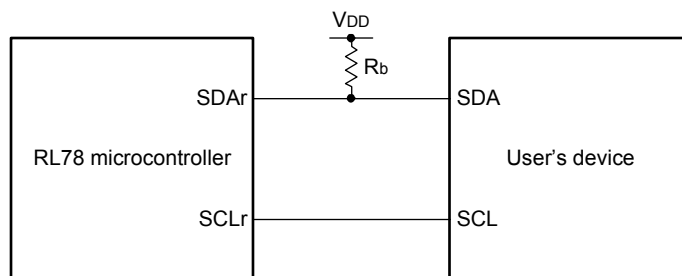 VDD
Rb
SDAr SDA
RL78 microcontroller User's device
SCLr SCL